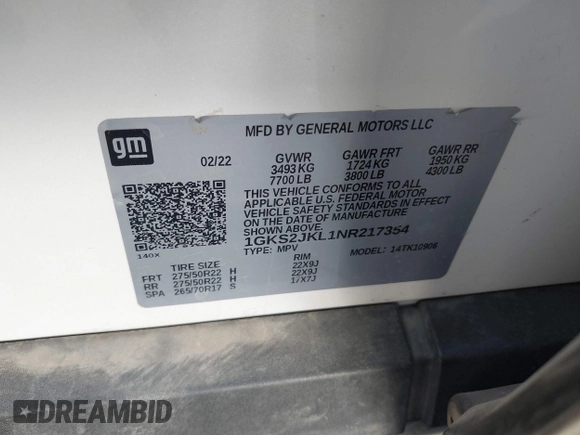 gm
MFD BY GENERAL MOTORS LLC
02/22 GVWR GAWR FRT GAWR RR
3493 KG 1724 KG 1950 KG
7700 LB 3800 LB 4300 LB
THIS VEHICLE CONFORMS TO ALL
APPLICABLE U.S. FEDERAL MOTOR
VEHICLE SAFETY STANDARDS IN EFFECT
ON THE DATE OF MANUFACTURE
SHOWN ABOVE.
1GKS2JKL1NR217354
TYPE: MPV MODEL: 14TK10906
140X
TIRE SIZE RIM
FRT 275/50R22 H 22X9J
RR 275/50R22 H 22X9J
SPA 265/70R17 S 17X7J
DREAMBID